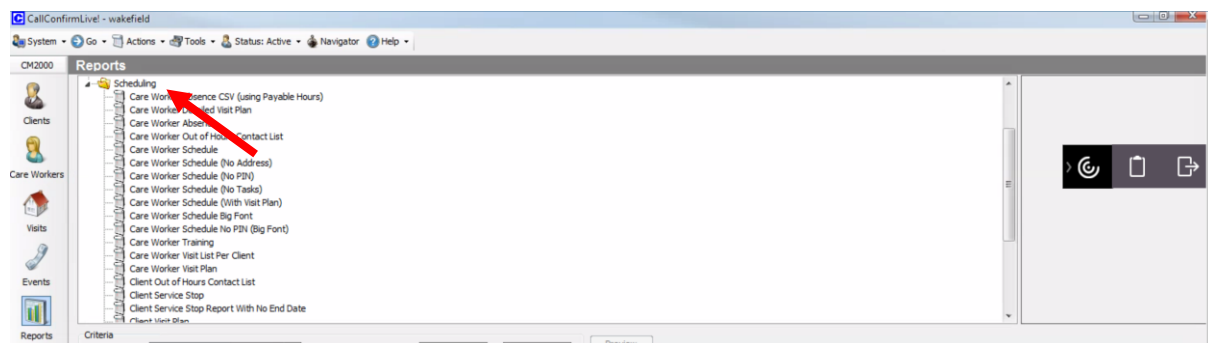 CallConfirmLive! - wakefield
System Go Actions Tools Status: Active Navigator Help
CM2000
Reports
Clients
Care Workers
Visits
Events
Reports
Scheduling
Care Worker Absence CSV (using Payable Hours)
Care Worker Detailed Visit Plan
Care Worker
Care Worker Out of Hours Contact List
Care Worker Schedule
Care Worker Schedule (No Address)
Care Worker Schedule (No PIN)
Care Worker Schedule (No Tasks)
Care Worker Schedule (With Visit Plan)
Care Worker Schedule Big Font
Care Worker Schedule No PIN (Big Font)
Care Worker Training
Care Worker Visit List Per Client
Care Worker Visit Plan
Client Out of Hours Contact List
Client Service Stop
Client Service Stop Report With No End Date
Client Visit Plan
Criteria